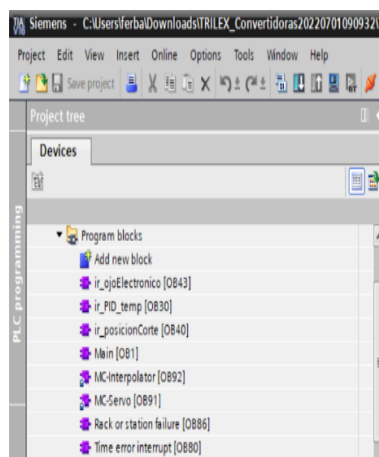 Siemens - C:\Users\ferba\Downloads\TRILEX_Convertidoras20220701090932\
Project Edit View Insert Online Options Tools Window Help
Save project
Project tree
Devices
PLC programming
Program blocks
Add new block
ir_ojoElectronico [OB43]
ir_PID_temp [OB30]
ir_posicionCorte [OB40]
Main [OB1]
MC-Interpolator [OB92]
MC-Servo [OB91]
Rack or station failure [OB86]
Time error interrupt [OB80]